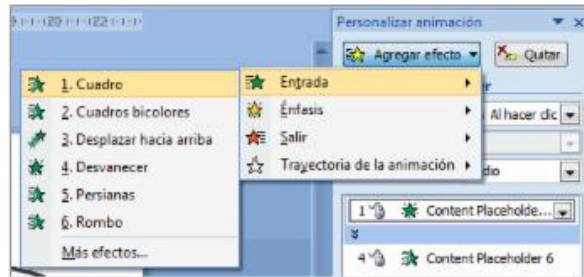 Personalizar animación
Agregar efecto
Quitar
1. Cuadro
2. Cuadros bicolores
3. Desplazar hacia arriba
4. Desvanecer
5. Persianas
6. Rombo
Más efectos...
Entrada
Énfasis
Salir
Trayectoria de la animación
Al hacer clic
dio
1 Content Placeholde...
4 Content Placeholder 6